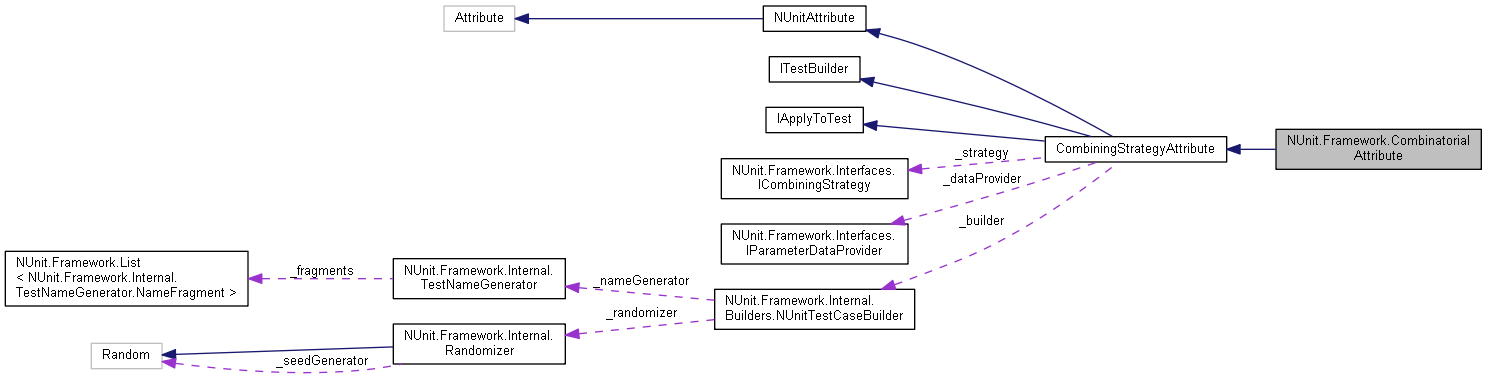 Attribute
NUnitAttribute
ITestBuilder
IApplyToTest
CombiningStrategyAttribute
NUnit.Framework.Combinatorial
Attribute
_strategy
NUnit.Framework.Interfaces.
ICombiningStrategy
_dataProvider
NUnit.Framework.Interfaces.
IParameterDataProvider
_builder
NUnit.Framework.List
< NUnit.Framework.Internal.
TestNameGenerator.NameFragment >
_fragments
NUnit.Framework.Internal.
TestNameGenerator
_nameGenerator
NUnit.Framework.Internal.
Builders.NUnitTestCaseBuilder
_randomizer
NUnit.Framework.Internal.
Randomizer
Random
_seedGenerator